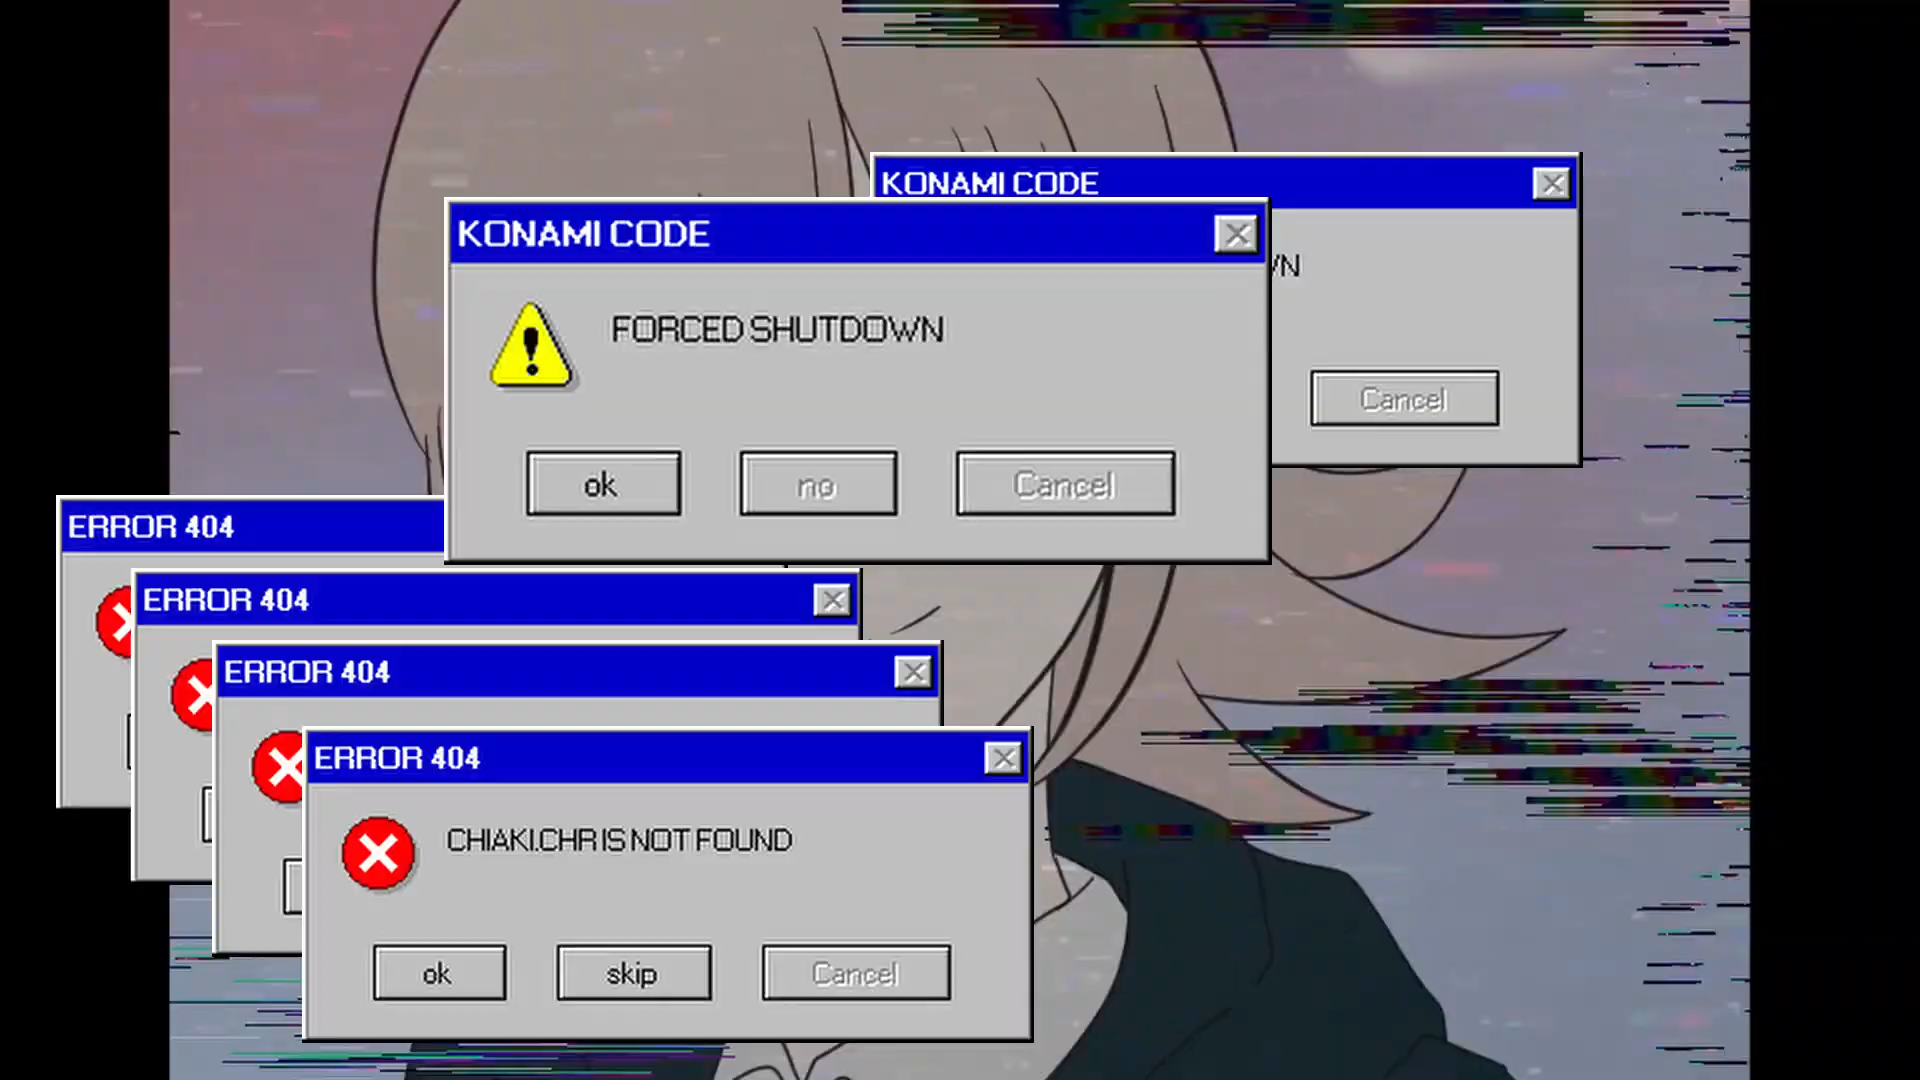 KONAMI CODE
KONAMI CODE
FORCED SHUTDOWN
ok no Cancel
Cancel
ERROR 404
ERROR 404
ERROR 404
ERROR 404
CHIAKI.CHR IS NOT FOUND
ok skip Cancel